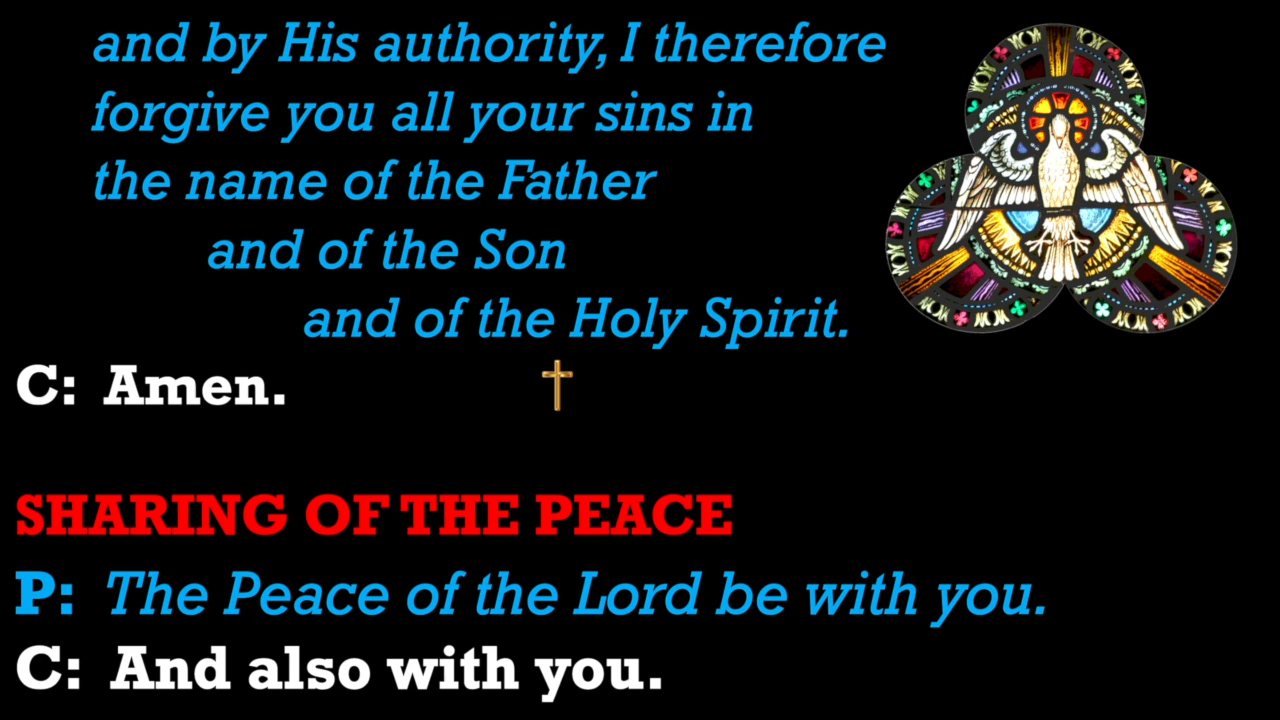 and by His authority, I therefore
forgive you all your sins in
the name of the Father
and of the Son
and of the Holy Spirit.
C: Amen.
SHARING OF THE PEACE
P: The Peace of the Lord be with you.
C: And also with you.